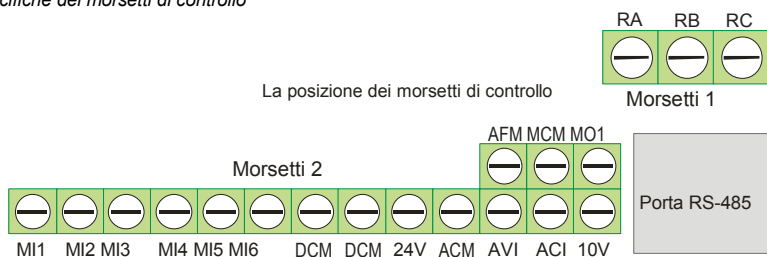 dei morsetti di controllo
RA RB RC
La posizione dei morsetti di controllo
Morsetti 1
AFM MCM MO1
Morsetti 2
Porta RS-485
MI1 MI2 MI3 MI4 MI5 MI6 DCM DCM 24V ACM AVI ACI 10V